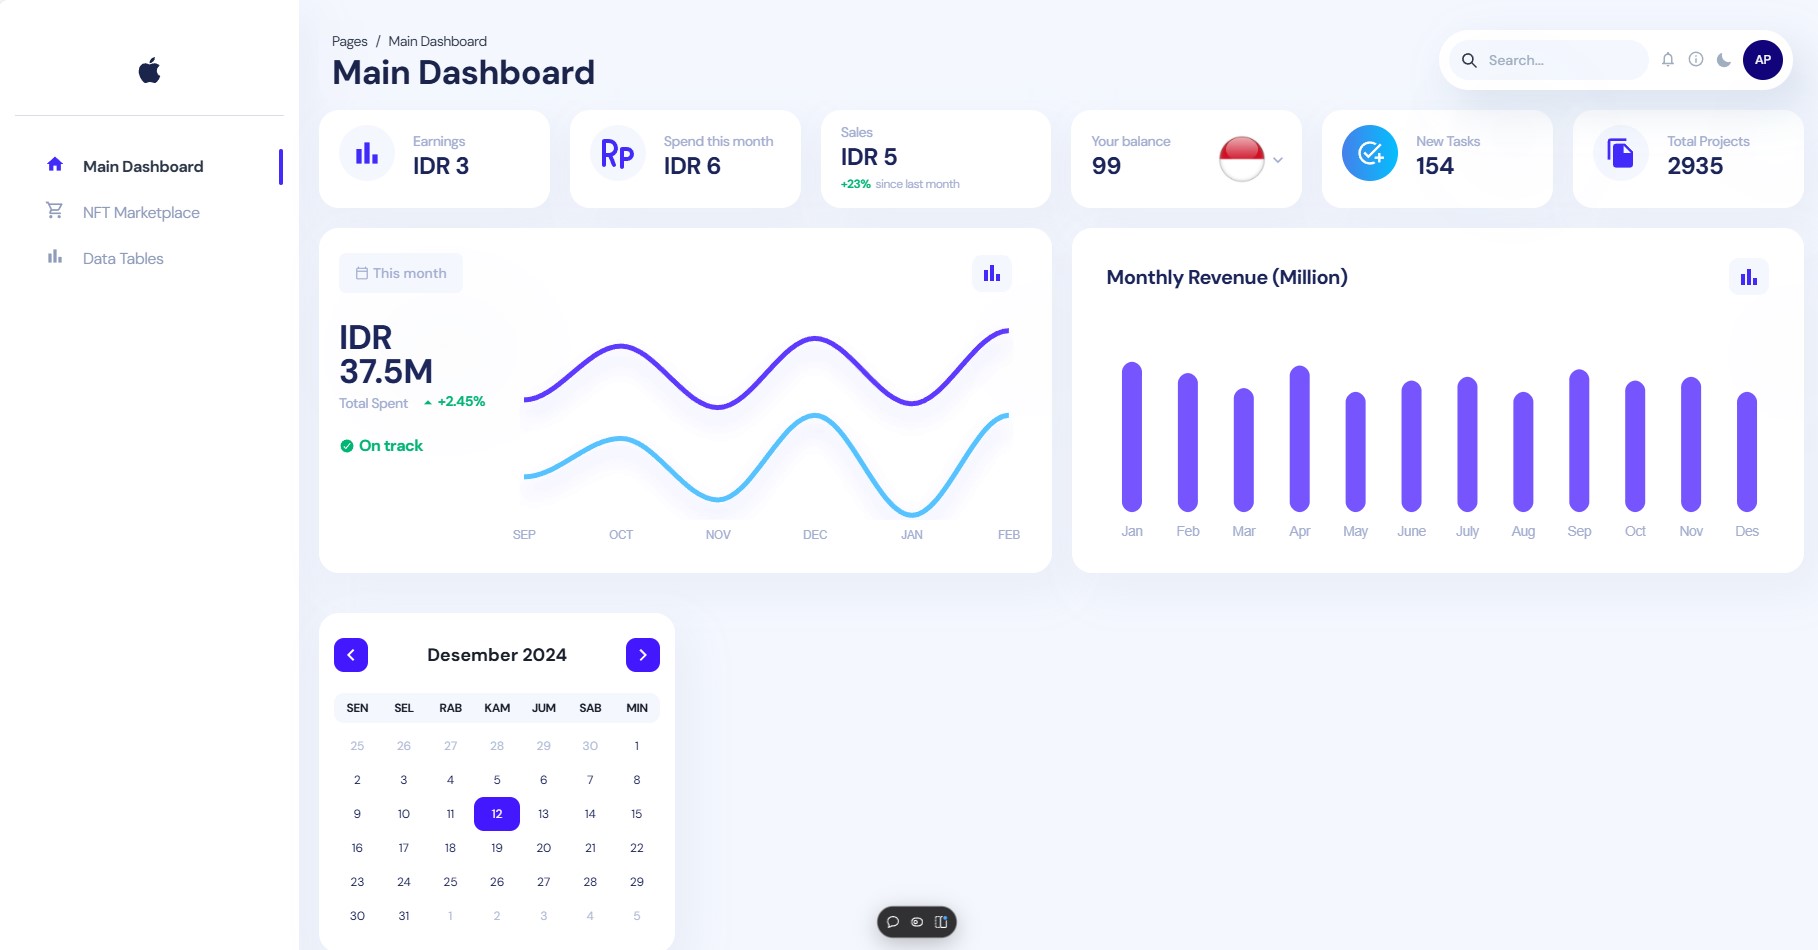 Pages / Main Dashboard
Main Dashboard
Search...
AP
Main Dashboard
NFT Marketplace
Data Tables
Earnings
IDR 3
Rp
Spend this month
IDR 6
Sales
IDR 5
+23% since last month
Your balance
99
New Tasks
154
Total Projects
2935
This month
IDR
37.5M
Total Spent +2.45%
On track
SEP OCT NOV DEC JAN FEB
Monthly Revenue (Million)
Jan Feb Mar Apr May June July Aug Sep Oct Nov Des
Desember 2024
SEN SEL RAB KAM JUM SAB MIN
25 26 27 28 29 30 1
2 3 4 5 6 7 8
9 10 11 12 13 14 15
16 17 18 19 20 21 22
23 24 25 26 27 28 29
30 31 1 2 3 4 5